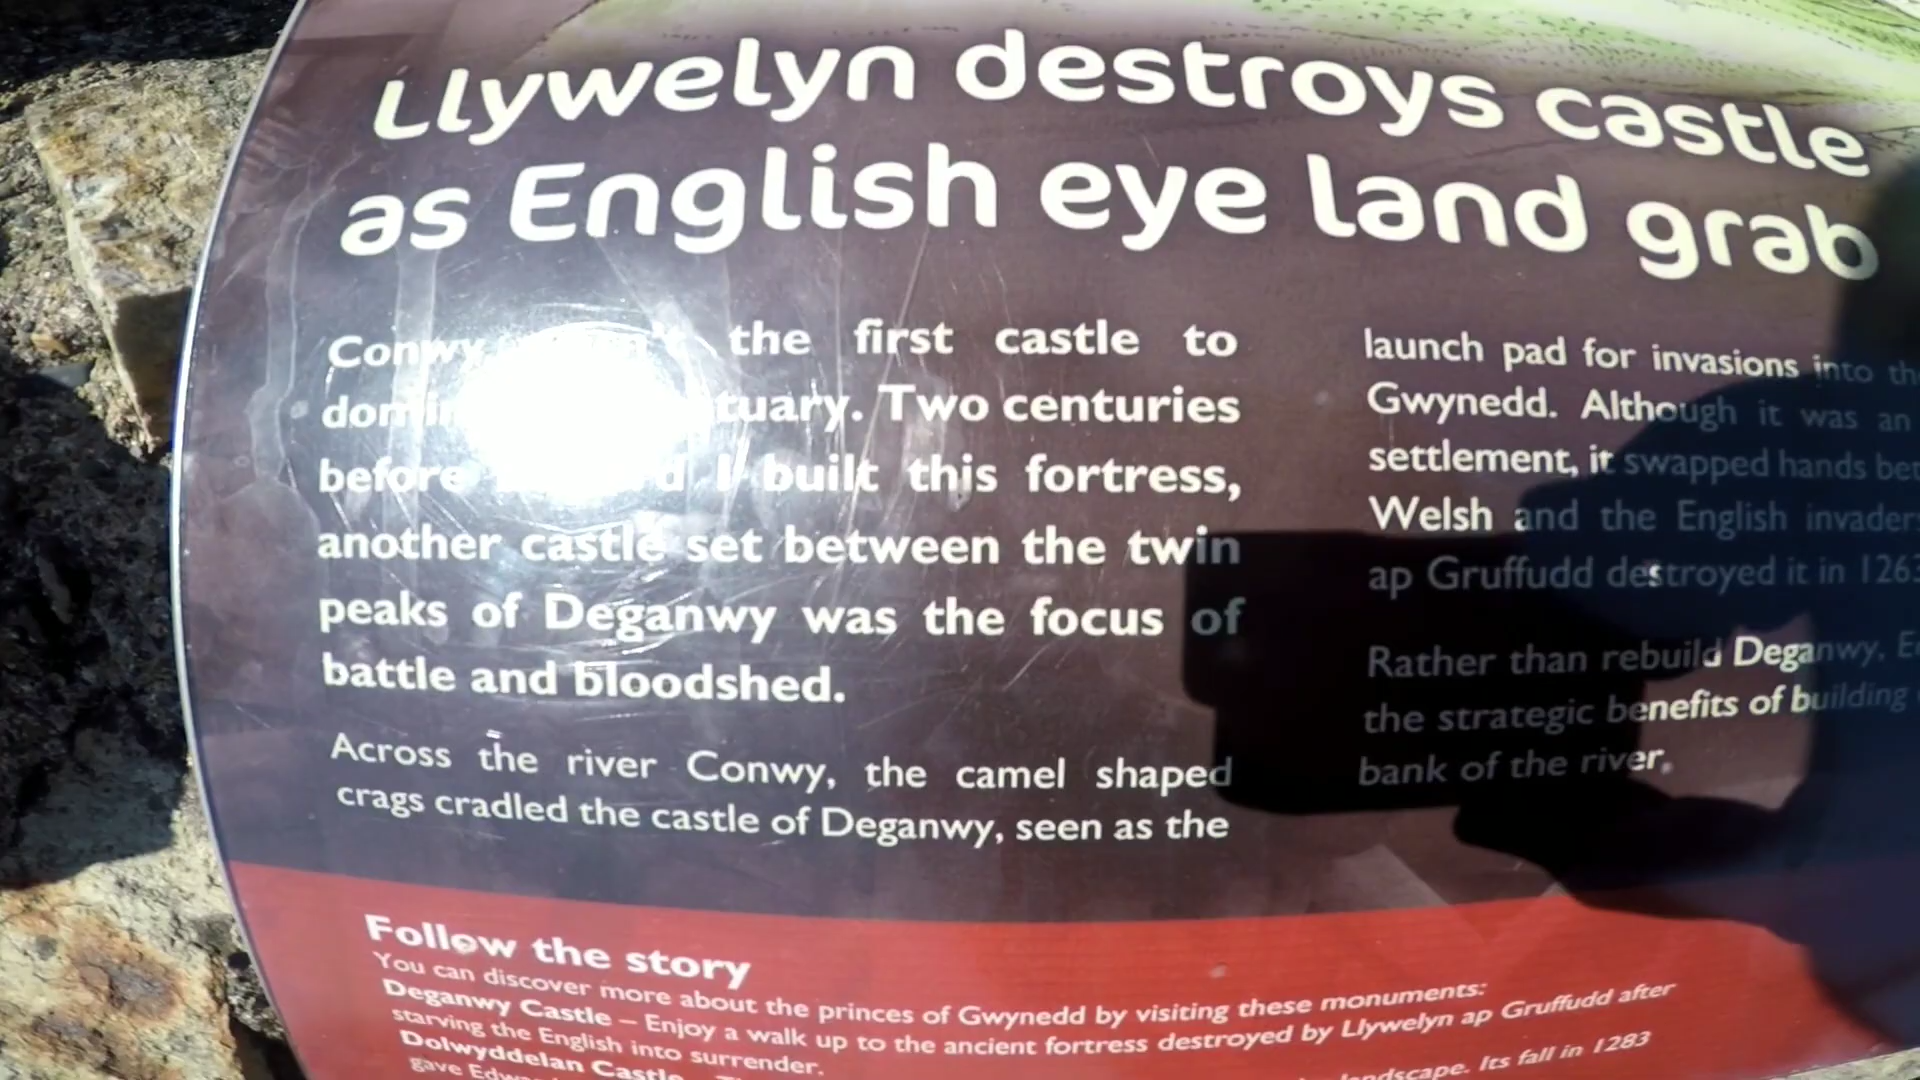 Llywelyn destroys castle
as English eye land grab
Conwy the first castle to
Two centuries
before I built this fortress,
another castle set between the twin
peaks of Deganwy was the focus of
battle and bloodshed.
Across the river Conwy, the camel shaped
crags cradled the castle of Deganwy, seen as the
launch pad for invasions into
Gwynedd. Although it was an
settlement, it swapped hands
Welsh and the English
ap Gruffudd destroyed it in 1263
Rather than rebuild Deganwy,
the strategic benefits of building
bank of the river.
Follow the story
You can discover more about the princes of Gwynedd by visiting these monuments:
Deganwy Castle – Enjoy a walk up to the ancient fortress destroyed by Llywelyn ap Gruffudd after
starving the English into surrender.
Dolwyddelan Castle landscape. Its fall in 1283
gave